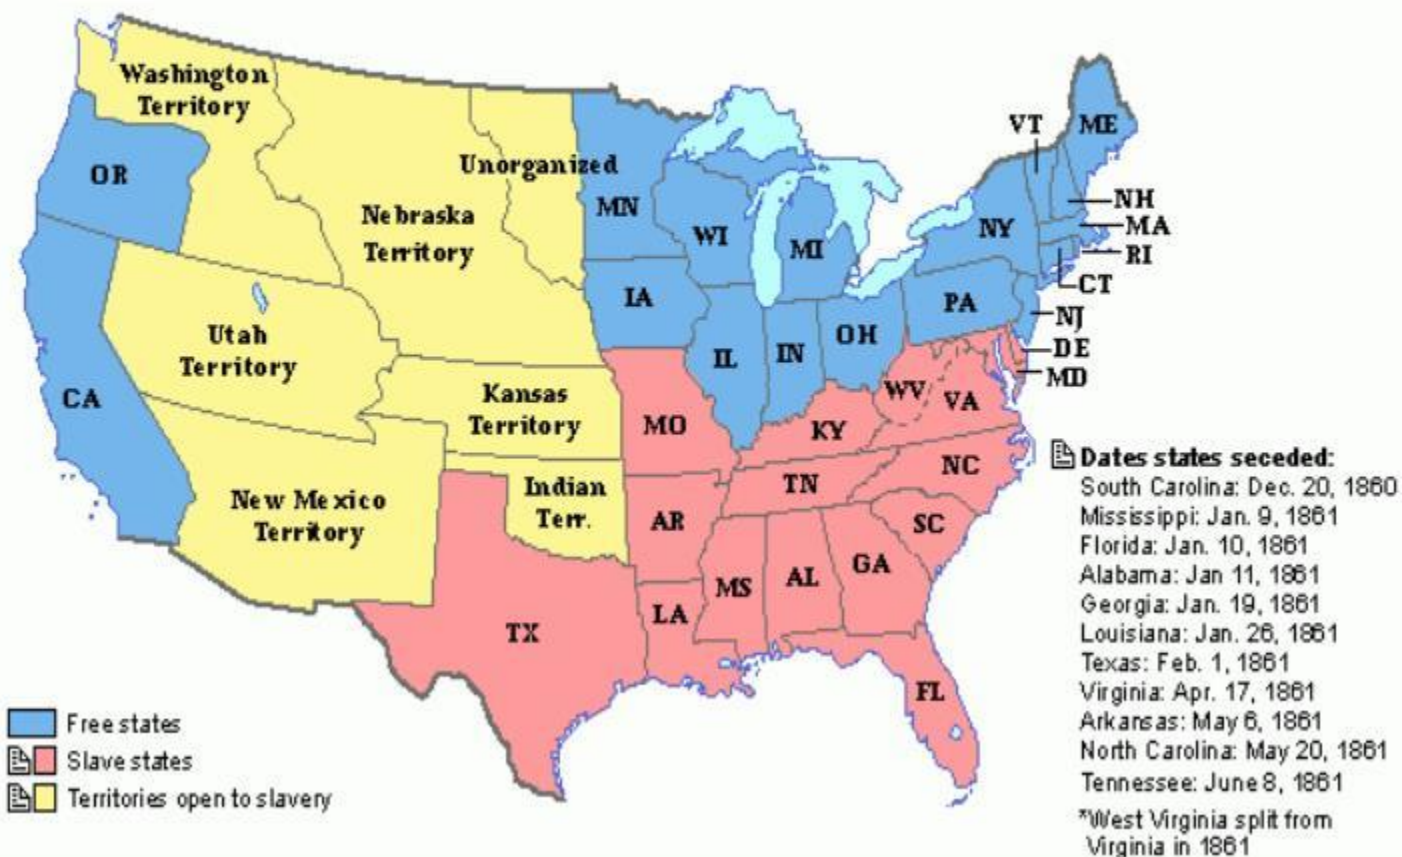 Washington
Territory
OR
Unorganized
Nebraska
Territory
MN
WI
MI
VT
ME
NH
MA
NY
RI
CT
PA
NJ
IA
Utah
Territory
IL
IN
OH
DE
MD
CA
Kansas
Territory
MO
WV
VA
KY
New Mexico
Territory
Indian
Terr.
TN
NC
AR
SC
MS
AL
GA
LA
TX
FL
Dates states seceded:
South Carolina: Dec. 20, 1860
Mississippi: Jan. 9, 1861
Florida: Jan. 10, 1861
Alabama: Jan 11, 1861
Georgia: Jan. 19, 1861
Louisiana: Jan. 26, 1861
Texas: Feb. 1, 1861
Virginia: Apr. 17, 1861
Arkansas: May 6, 1861
North Carolina: May 20, 1861
Tennessee: June 8, 1861
*West Virginia split from
Virginia in 1861
Free states
Slave states
Territories open to slavery